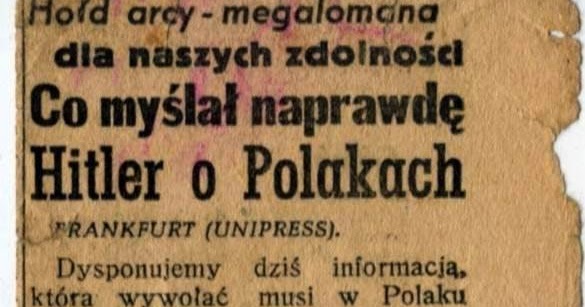 Hołd arcy - megalomana
dla naszych zdolności
Co myślał naprawdę
Hitler o Polakach
FRANKFURT (UNIPRESS).
Dysponujemy dziś informacją,
która wywołać musi w Polaku